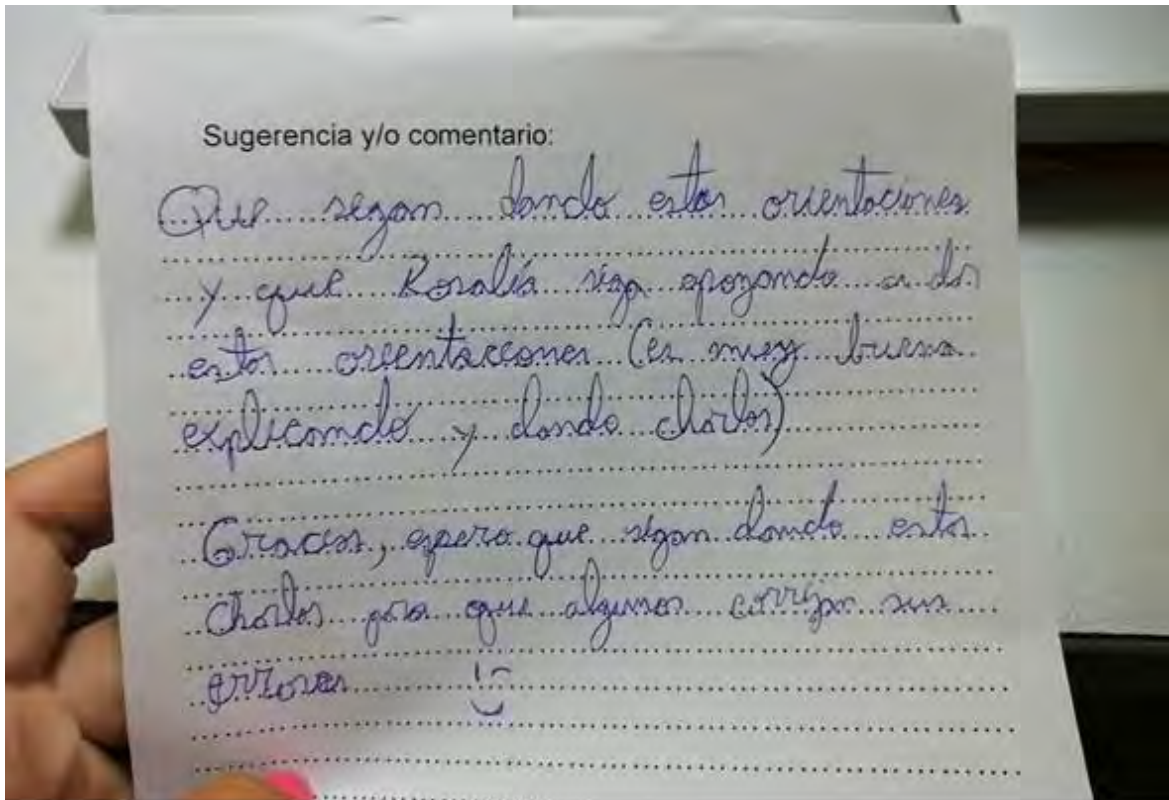 Sugerencia y/o comentario:
Que sigan dando estas orientaciones
y que Rosalía siga apoyando a das
estas orientaciones (es muy buena
explicando y dando charlas)
Gracias, espero que sigan dando estas
charlas para que algunos corrijan sus
errores